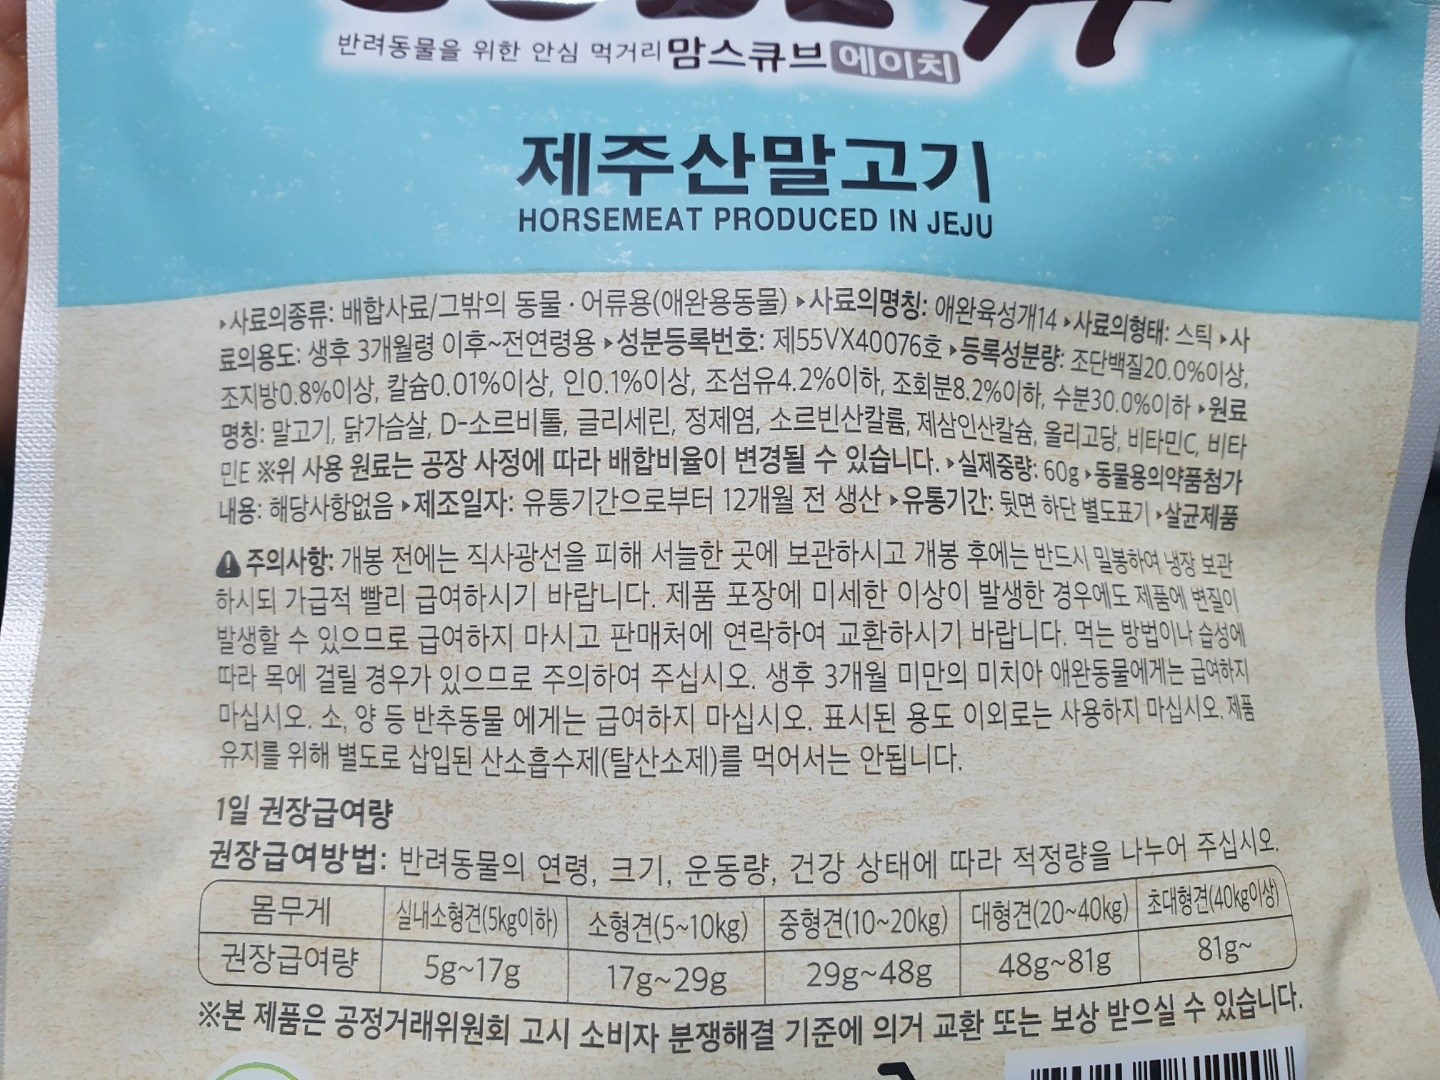 반려동물을 위한 안심 먹거리 맘스큐브 에이치
제주산말고기
HORSEMEAT PRODUCED IN JEJU
▸사료의종류: 배합사료/그밖의 동물·어류용(애완용동물) ▸사료의명칭: 애완육성개14 ▸사료의형태: 스틱 ▸사
료의용도: 생후 3개월령 이후~전연령용 ▸성분등록번호: 제55VX40076호 ▸등록성분량: 조단백질20.0%이상,
조지방0.8%이상, 칼슘0.01%이상, 인0.1%이상, 조섬유4.2%이하, 조회분8.2%이하, 수분30.0%이하 ▸원료
명칭: 말고기, 닭가슴살, D-소르비톨, 글리세린, 정제염, 소르빈산칼륨, 제삼인산칼슘, 올리고당, 비타민C, 비타
민E ※위 사용 원료는 공장 사정에 따라 배합비율이 변경될 수 있습니다. ▸실제중량: 60g ▸동물용의약품첨가
내용: 해당사항없음 ▸제조일자: 유통기간으로부터 12개월 전 생산 ▸유통기간: 뒷면 하단 별도표기 ▸살균제품
⚠주의사항: 개봉 전에는 직사광선을 피해 서늘한 곳에 보관하시고 개봉 후에는 반드시 밀봉하여 냉장 보관
하시되 가급적 빨리 급여하시기 바랍니다. 제품 포장에 미세한 이상이 발생한 경우에도 제품에 변질이
발생할 수 있으므로 급여하지 마시고 판매처에 연락하여 교환하시기 바랍니다. 먹는 방법이나 습성에
따라 목에 걸릴 경우가 있으므로 주의하여 주십시오. 생후 3개월 미만의 미치아 애완동물에게는 급여하지
마십시오. 소, 양 등 반추동물 에게는 급여하지 마십시오. 표시된 용도 이외로는 사용하지 마십시오. 제품
유지를 위해 별도로 삽입된 산소흡수제(탈산소제)를 먹어서는 안됩니다.
1일 권장급여량
권장급여방법: 반려동물의 연령, 크기, 운동량, 건강 상태에 따라 적정량을 나누어 주십시오.
몸무게 실내소형견(5kg이하) 소형견(5~10kg) 중형견(10~20kg) 대형견(20~40kg) 초대형견(40kg이상)
권장급여량 5g~17g 17g~29g 29g~48g 48g~81g 81g~
※본 제품은 공정거래위원회 고시 소비자 분쟁해결 기준에 의거 교환 또는 보상 받으실 수 있습니다.